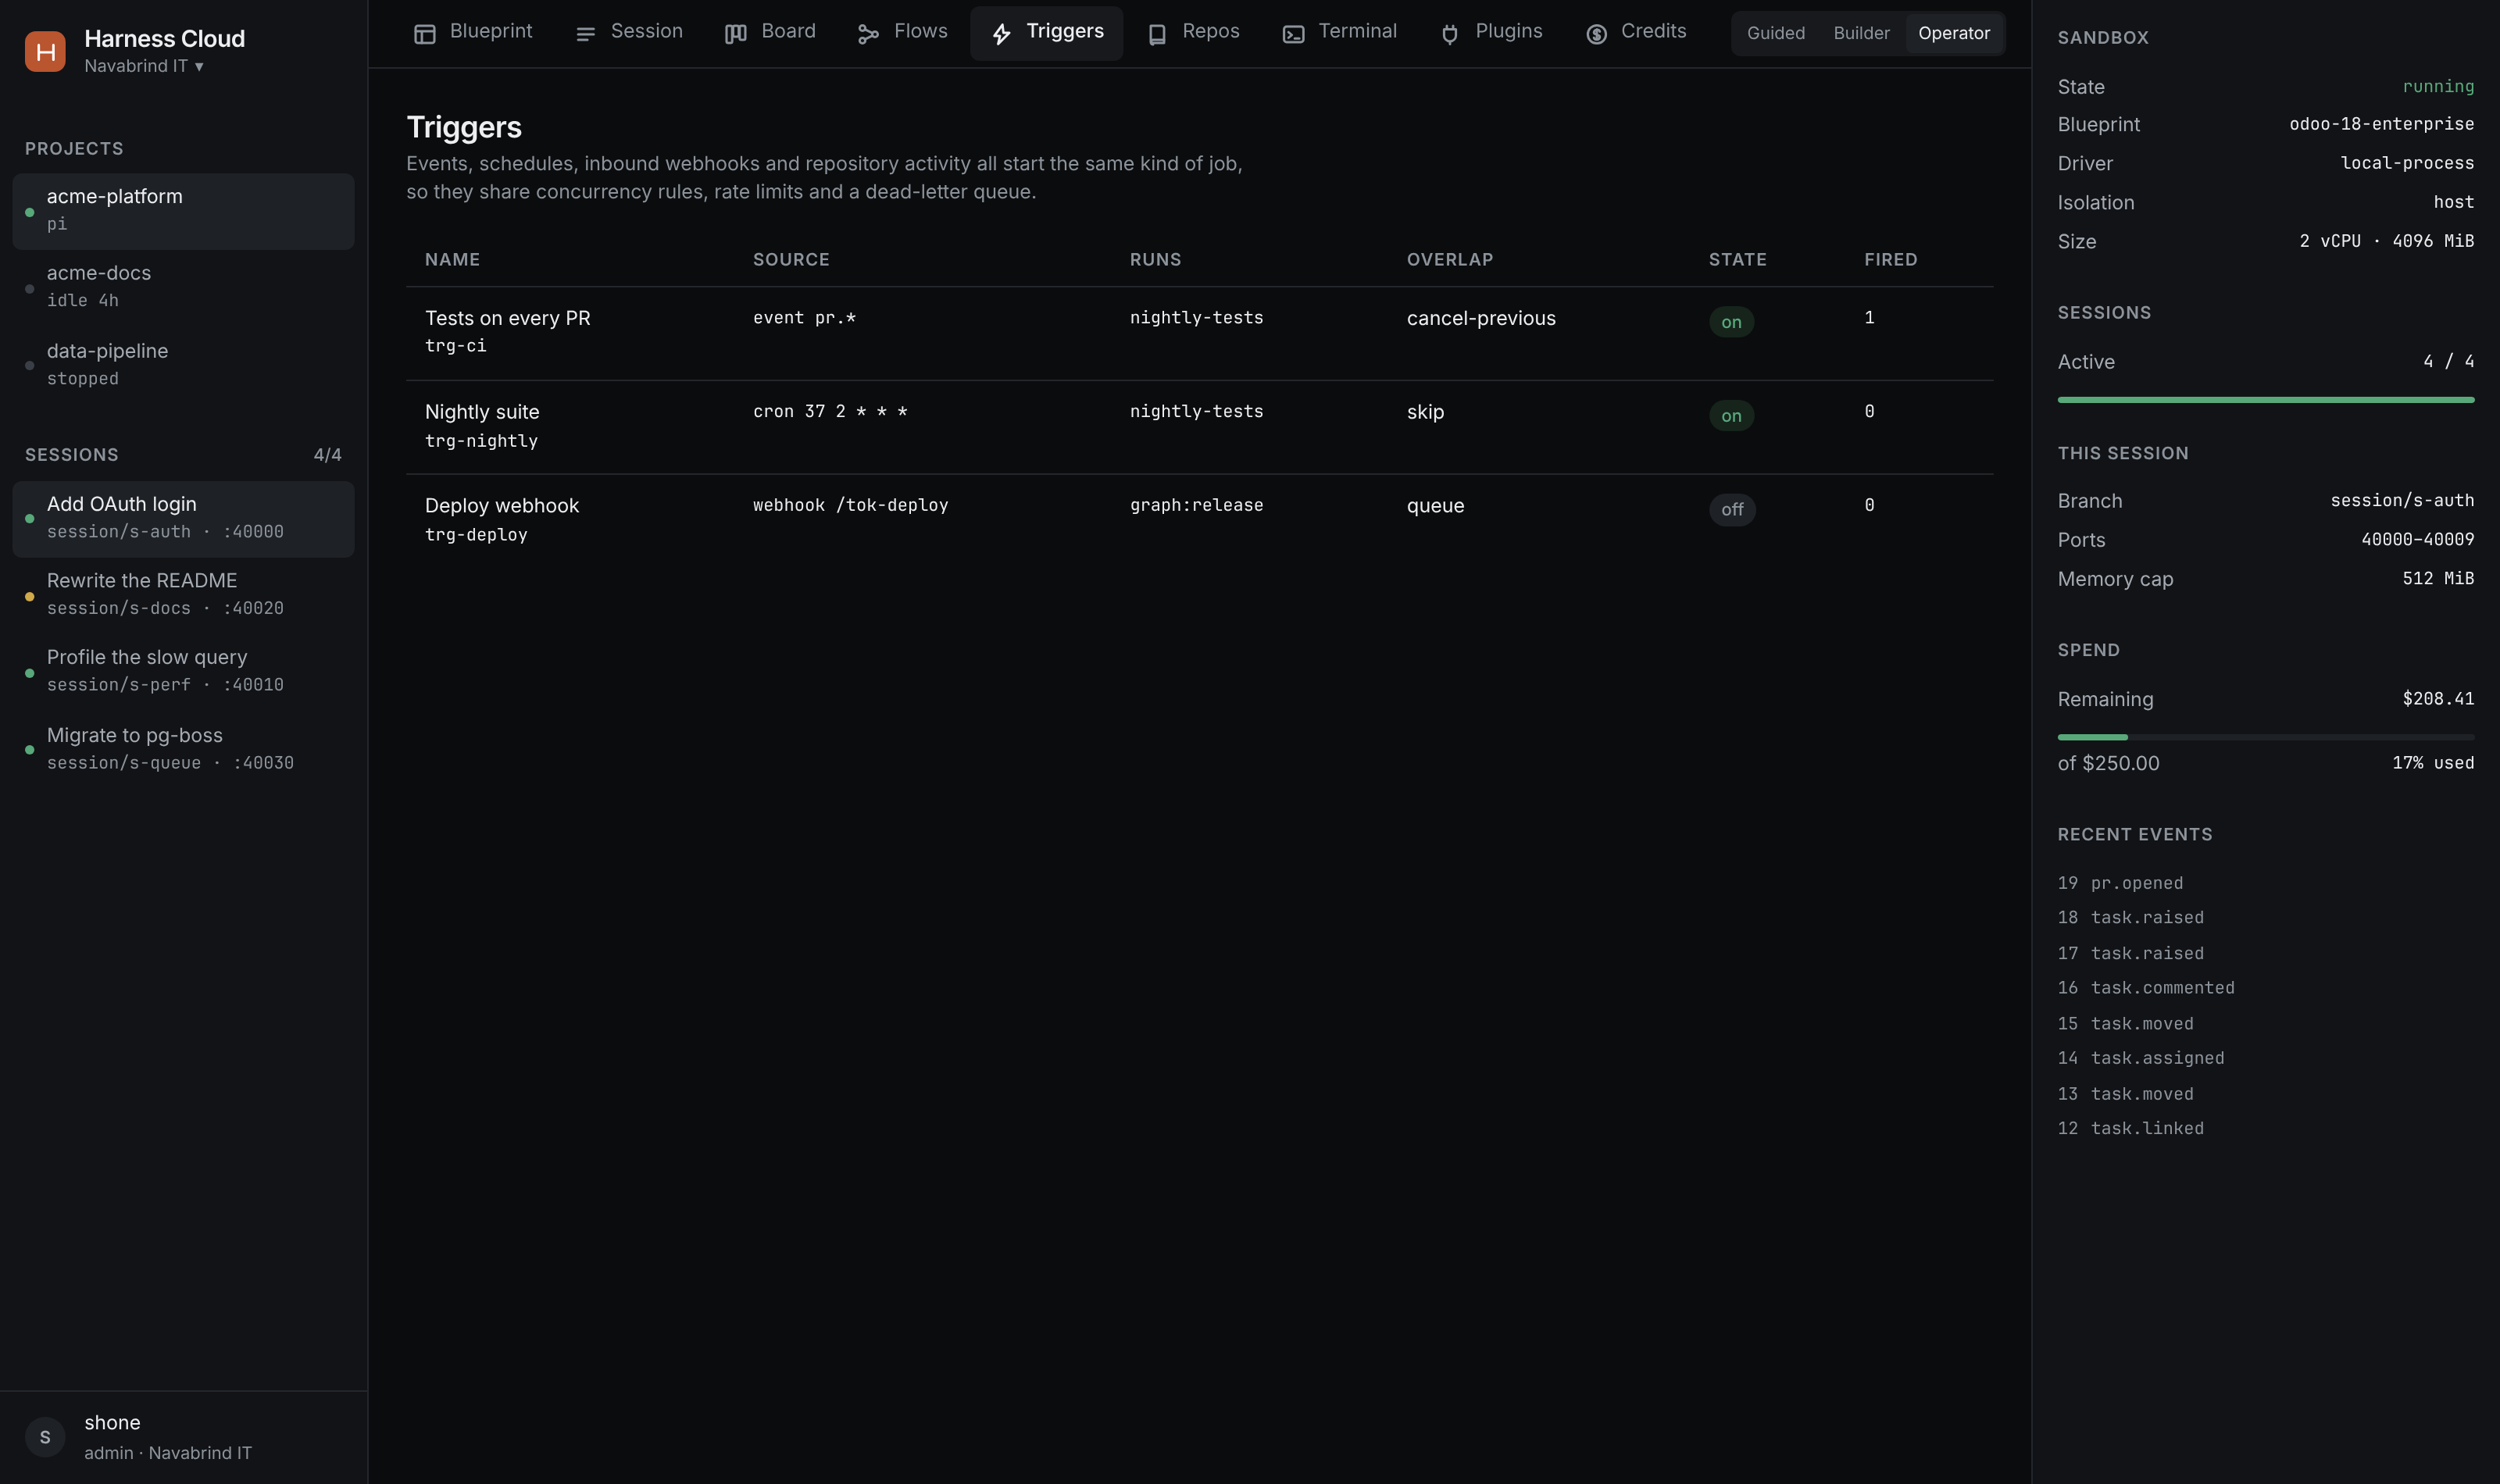 Harness Cloud
Navabrind IT ▾
PROJECTS
acme-platform
pi
acme-docs
idle 4h
data-pipeline
stopped
SESSIONS 4/4
Add OAuth login
session/s-auth · :40000
Rewrite the README
session/s-docs · :40020
Profile the slow query
session/s-perf · :40010
Migrate to pg-boss
session/s-queue · :40030
S
shone
admin · Navabrind IT
Blueprint Session Board Flows Triggers Repos Terminal Plugins Credits Guided Builder Operator
Triggers
Events, schedules, inbound webhooks and repository activity all start the same kind of job,
so they share concurrency rules, rate limits and a dead-letter queue.
NAME SOURCE RUNS OVERLAP STATE FIRED
Tests on every PR event pr.* nightly-tests cancel-previous on 1
trg-ci
Nightly suite cron 37 2 * * * nightly-tests skip on 0
trg-nightly
Deploy webhook webhook /tok-deploy graph:release queue off 0
trg-deploy
SANDBOX
State running
Blueprint odoo-18-enterprise
Driver local-process
Isolation host
Size 2 vCPU · 4096 MiB
SESSIONS
Active 4 / 4
THIS SESSION
Branch session/s-auth
Ports 40000–40009
Memory cap 512 MiB
SPEND
Remaining $208.41
of $250.00 17% used
RECENT EVENTS
19 pr.opened
18 task.raised
17 task.raised
16 task.commented
15 task.moved
14 task.assigned
13 task.moved
12 task.linked